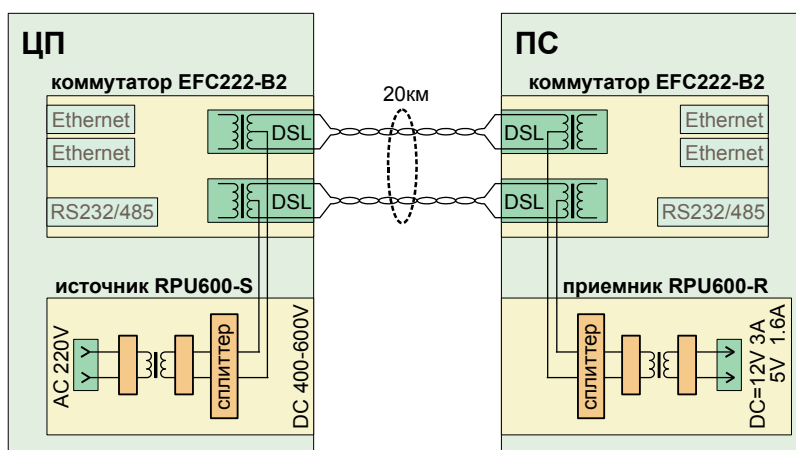 ЦП
ПС
коммутатор EFC222-B2
коммутатор EFC222-B2
20км
Ethernet
Ethernet
RS232/485
DSL
DSL
DSL
DSL
Ethernet
Ethernet
RS232/485
источник RPU600-S
приемник RPU600-R
AC 220V
сплиттер
DC 400-600V
сплиттер
DC=12V 3A
5V 1.6A